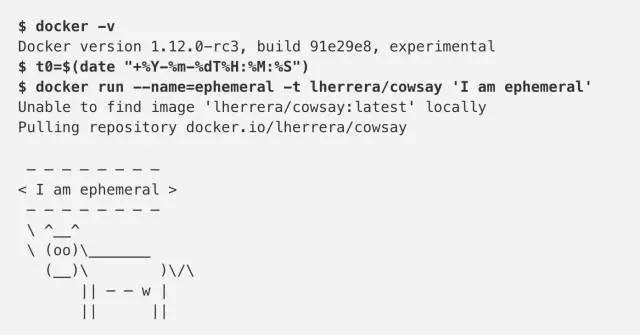 $ docker -v
Docker version 1.12.0-rc3, build 91e29e8, experimental
$ t0=$(date "+%Y-%m-%dT%H:%M:%S")
$ docker run --name=ephemeral -t lherrera/cowsay 'I am ephemeral'
Unable to find image 'lherrera/cowsay:latest' locally
Pulling repository docker.io/lherrera/cowsay

 — — — — — — — —
< I am ephemeral >
 — — — — — — — —
 \ ^__^
 \ (oo)\_______
   (__)\        )\/\
       || — — w |
       ||      ||